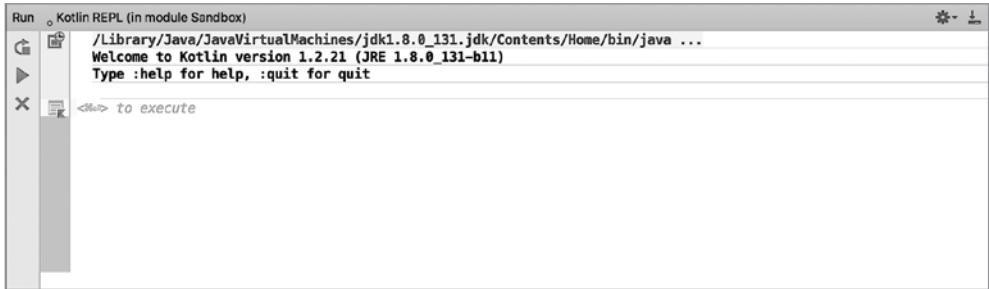 Run Kotlin REPL (in module Sandbox)
/Library/Java/JavaVirtualMachines/jdk1.8.0_131.jdk/Contents/Home/bin/java ...
Welcome to Kotlin version 1.2.21 (JRE 1.8.0_131-b11)
Type :help for help, :quit for quit
<⌘⏎> to execute